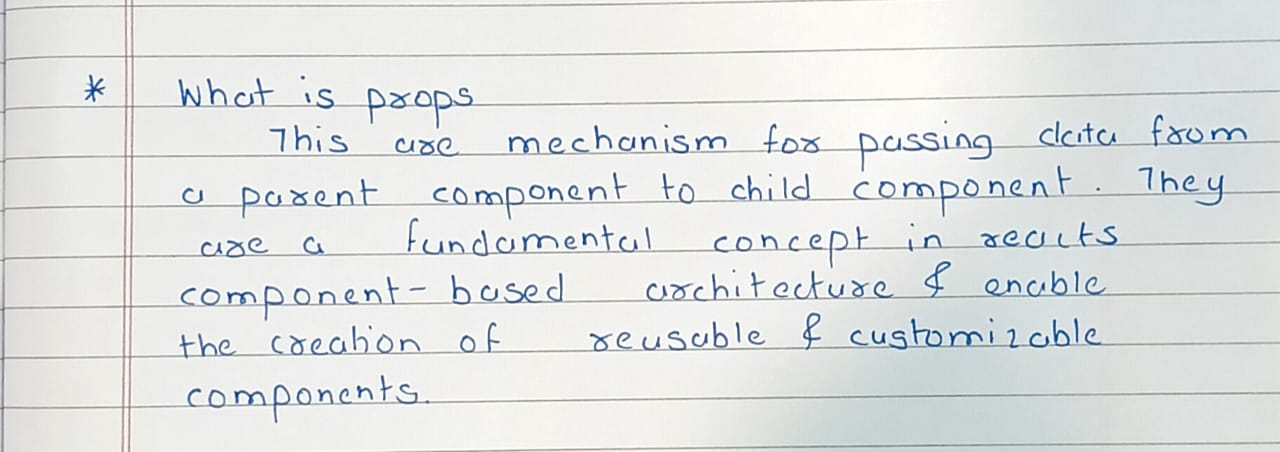 * What is props
This are mechanism for passing data from
a parent component to child component. They
are a fundamental concept in reacts
component-based architecture & enable
the creation of reusable & customizable
components.